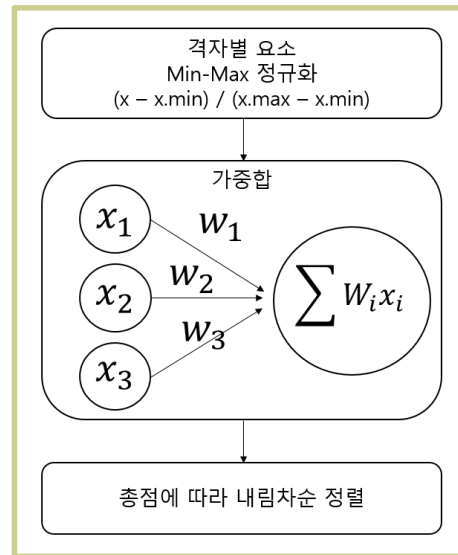 격자별 요소
Min-Max 정규화
(x – x.min) / (x.max – x.min)
가중합
x₁
w₁
x₂
w₂
x₃
w₃
∑ Wᵢxᵢ
총점에 따라 내림차순 정렬